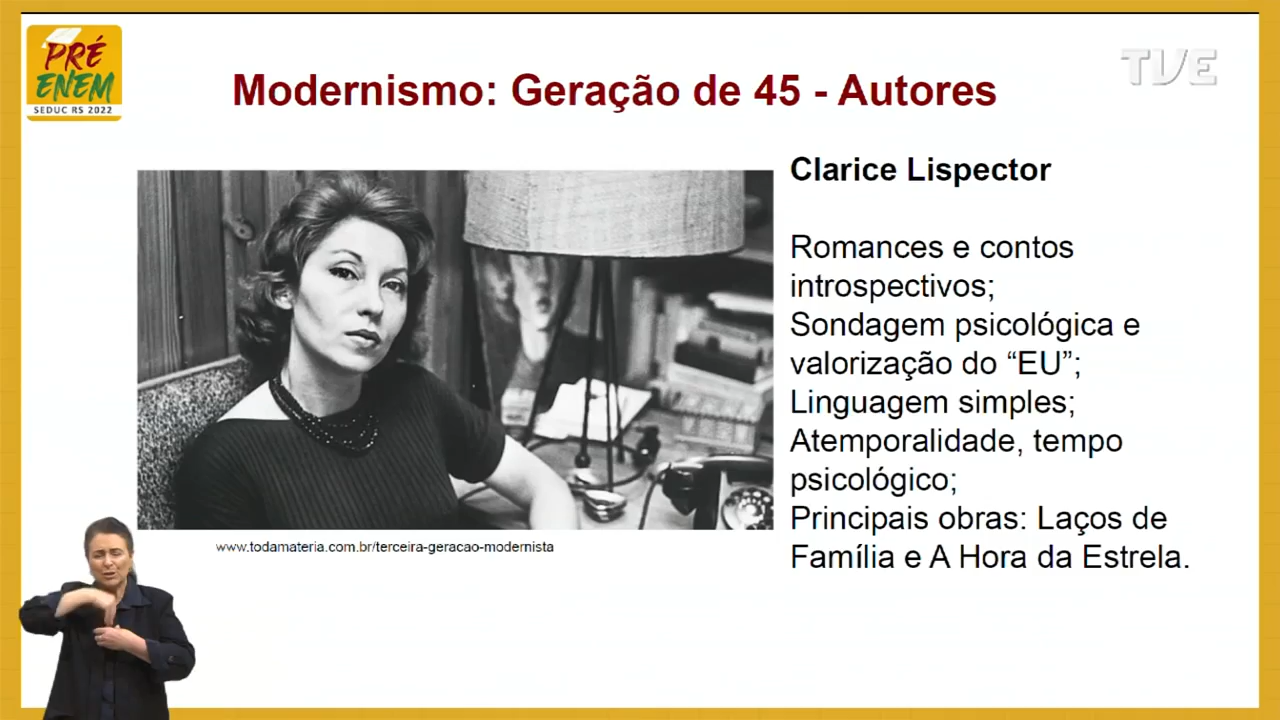 PRÉ
ENEM
SEDUC RS 2022
TVE
Modernismo: Geração de 45 - Autores
Clarice Lispector
Romances e contos
introspectivos;
Sondagem psicológica e
valorização do “EU”;
Linguagem simples;
Atemporalidade, tempo
psicológico;
Principais obras: Laços de
Família e A Hora da Estrela.
www.todamateria.com.br/terceira-geracao-modernista